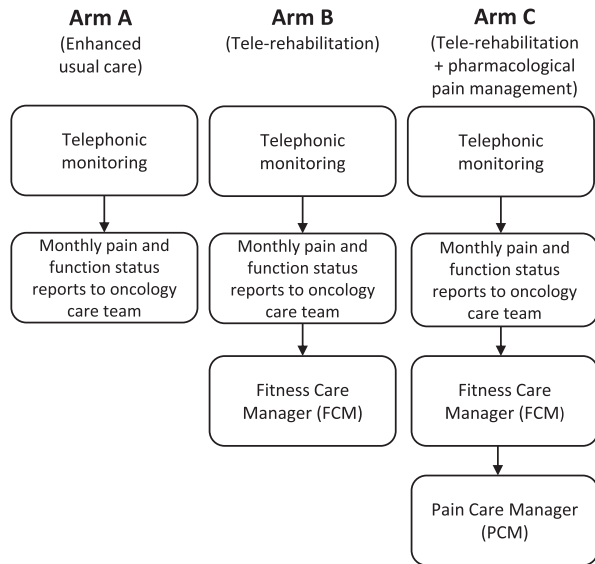 Arm A
(Enhanced
usual care)
Telephonic
monitoring
Monthly pain and
function status
reports to oncology
care team
Arm B
(Tele-rehabilitation)
Telephonic
monitoring
Monthly pain and
function status
reports to oncology
care team
Fitness Care
Manager (FCM)
Arm C
(Tele-rehabilitation
+ pharmacological
pain management)
Telephonic
monitoring
Monthly pain and
function status
reports to oncology
care team
Fitness Care
Manager (FCM)
Pain Care Manager
(PCM)